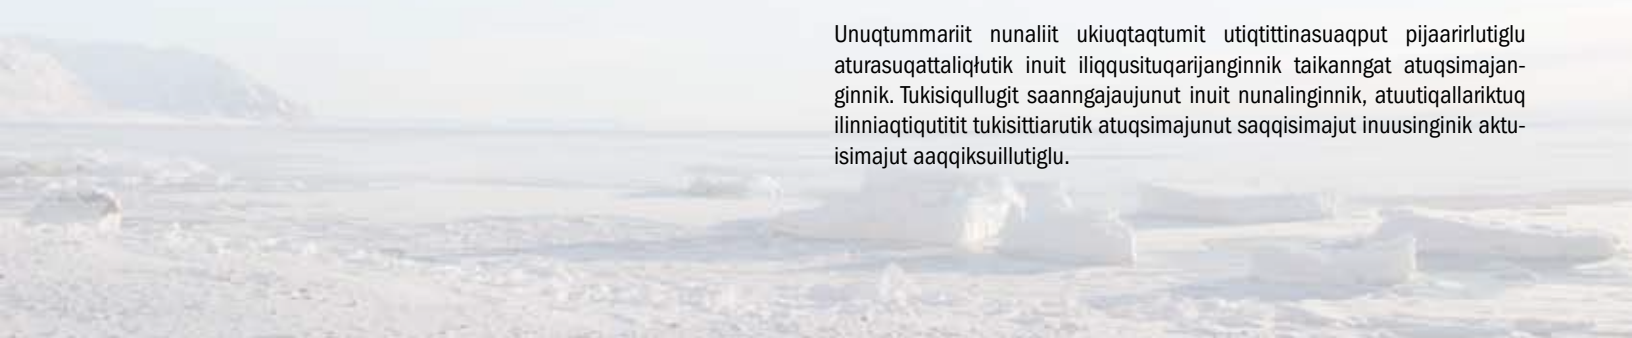 Unuqtummariit nunaliit ukiuqtaqtumit utiqtittinasuaqput pijaarirlutiglu
aturasuqattaliqłutik inuit iliqqusituqarijanginnik taikanngat atuqsimajan-
ginnik. Tukisiqullugit saanngajaujunut inuit nunalinginnik, atuutiqallariktuq
ilinniaqtiqutitit tukisittiarutik atuqsimajunut saqqisimajut inuusinginik aktu-
isimajut aaqqiksuillutiglu.